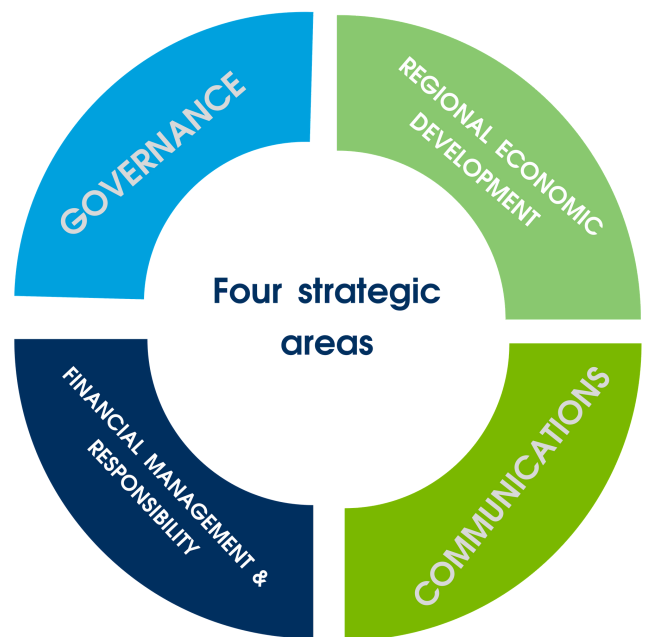 GOVERNANCE
REGIONAL ECONOMIC
DEVELOPMENT
Four strategic
areas
FINANCIAL MANAGEMENT &
RESPONSIBILITY
COMMUNICATIONS